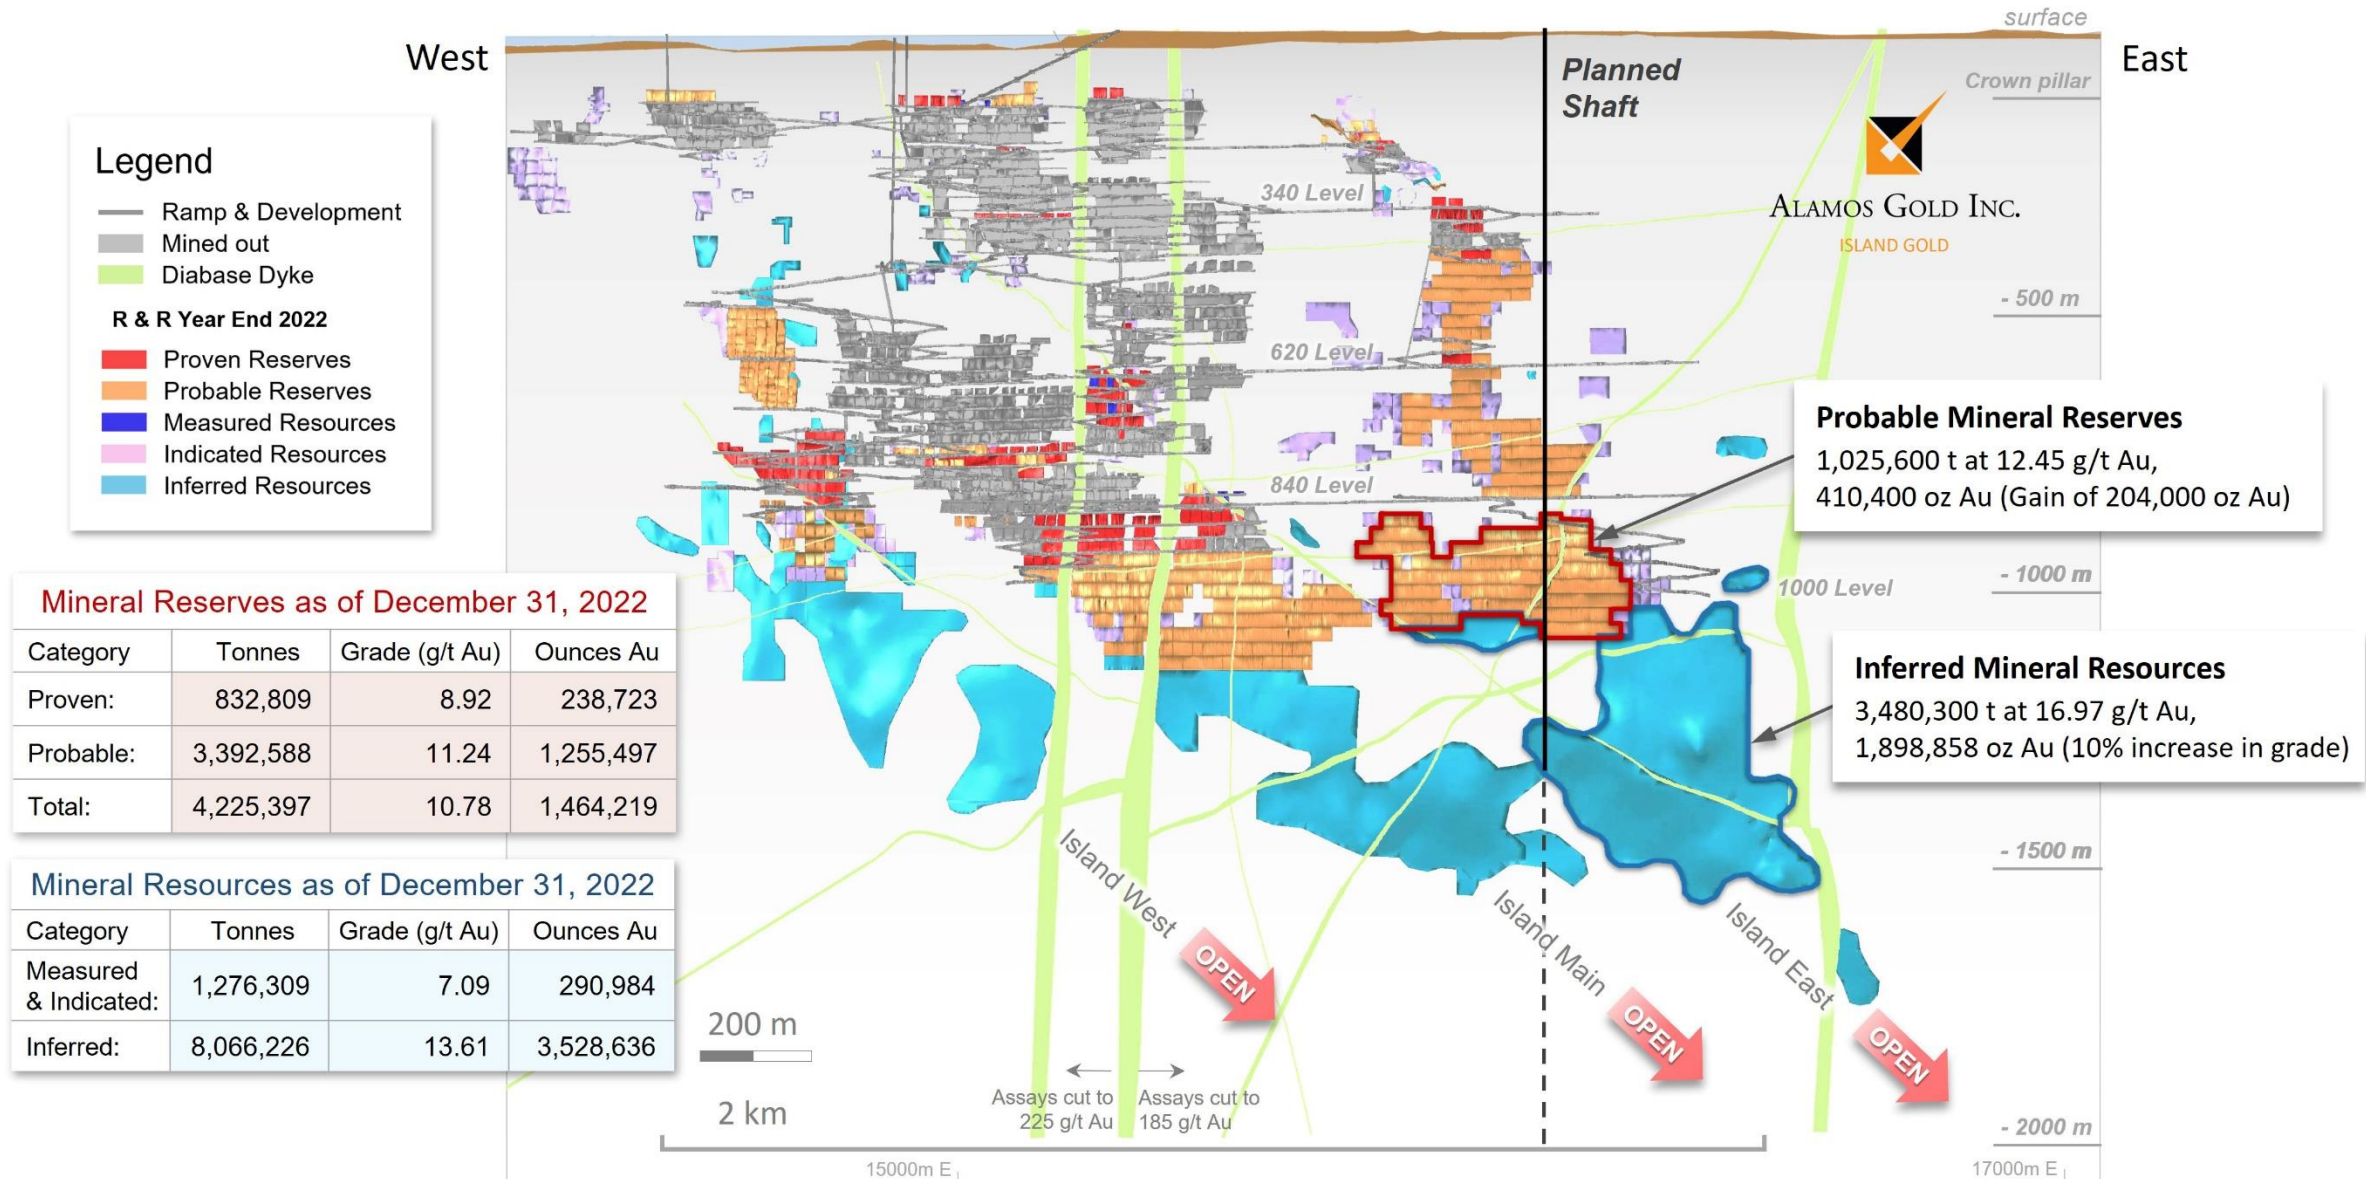 surface
West
East
Planned
Shaft
Crown pillar
ALAMOS GOLD INC.
ISLAND GOLD
Legend
Ramp & Development
Mined out
Diabase Dyke
R & R Year End 2022
Proven Reserves
Probable Reserves
Measured Resources
Indicated Resources
Inferred Resources
340 Level
- 500 m
620 Level
840 Level
Probable Mineral Reserves
1,025,600 t at 12.45 g/t Au,
410,400 oz Au (Gain of 204,000 oz Au)
- 1000 m
1000 Level
Inferred Mineral Resources
3,480,300 t at 16.97 g/t Au,
1,898,858 oz Au (10% increase in grade)
Mineral Reserves as of December 31, 2022
Category Tonnes Grade (g/t Au) Ounces Au
Proven: 832,809 8.92 238,723
Probable: 3,392,588 11.24 1,255,497
Total: 4,225,397 10.78 1,464,219
Mineral Resources as of December 31, 2022
Category Tonnes Grade (g/t Au) Ounces Au
Measured
& Indicated: 1,276,309 7.09 290,984
Inferred: 8,066,226 13.61 3,528,636
- 1500 m
Island West
OPEN
Island Main
OPEN
Island East
OPEN
200 m
2 km
Assays cut to
225 g/t Au
Assays cut to
185 g/t Au
- 2000 m
15000m E
17000m E